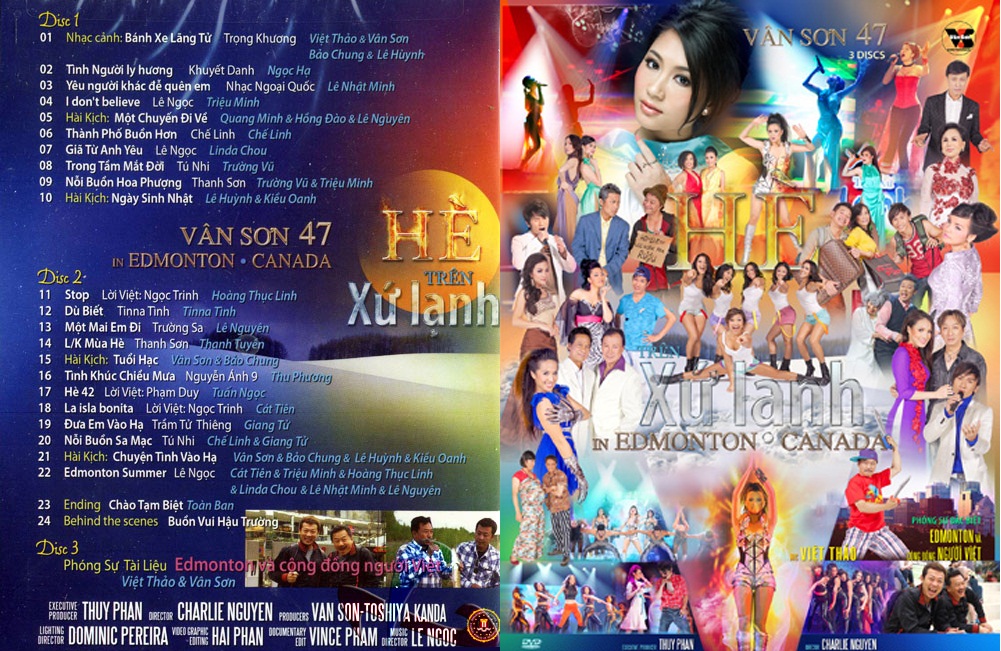 Disc 1
01 Nhạc cảnh: Bánh Xe Lãng Tử Trọng Khương Việt Thảo & Vân Sơn
Bảo Chung & Lê Hùynh
02 Tình Người ly hương Khuyết Danh Ngọc Hạ
03 Yêu người khác để quên em Nhạc Ngoại Quốc Lê Nhật Minh
04 I don't believe Lê Ngọc Triệu Minh
05 Hài Kịch: Một Chuyến Đi Về Quang Minh & Hồng Đào & Lê Nguyên
06 Thành Phố Buồn Hơn Chế Linh Chế Linh
07 Giã Từ Anh Yêu Lê Ngọc Linda Chou
08 Trong Tầm Mắt Đời Tú Nhi Trường Vũ
09 Nỗi Buồn Hoa Phượng Thanh Sơn Trường Vũ & Triệu Minh
10 Hài Kịch: Ngày Sinh Nhật Lê Huỳnh & Kiều Oanh
VÂN SƠN 47
IN EDMONTON • CANADA
HÈ
TRÊN
Xứ lạnh
Disc 2
11 Stop Lời Việt: Ngọc Trinh Hoàng Thục Linh
12 Dù Biết Tinna Tình Tinna Tình
13 Một Mai Em Đi Trường Sa Lê Nguyên
14 L/K Mùa Hè Thanh Sơn Thanh Tuyền
15 Hài Kịch: Tuổi Hạc Vân Sơn & Bảo Chung
16 Tình Khúc Chiều Mưa Nguyễn Ánh 9 Thu Phương
17 Hè 42 Lời Việt: Phạm Duy Tuấn Ngọc
18 La isla bonita Lời Việt: Ngọc Trinh Cát Tiên
19 Đưa Em Vào Hạ Trầm Tử Thiêng Giang Tử
20 Nỗi Buồn Sa Mạc Tú Nhi Chế Linh & Giang Tử
21 Hài Kịch: Chuyện Tình Vào Hạ Vân Sơn & Bảo Chung & Lê Huỳnh & Kiều Oanh
22 Edmonton Summer Lê Ngọc Cát Tiên & Triệu Minh & Hoàng Thục Linh
& Linda Chou & Lê Nhật Minh & Lê Nguyên
23 Ending Chào Tạm Biệt Toàn Ban
24 Behind the scenes Buồn Vui Hậu Trường
Disc 3
Phóng Sự Tài Liệu Edmonton và cộng đồng người Việt
Việt Thảo & Vân Sơn
EXECUTIVE PRODUCER THUY PHAN DIRECTOR CHARLIE NGUYEN PRODUCERS VAN SON-TOSHIYA KANDA
LIGHTING DIRECTOR DOMINIC PEREIRA VIDEO GRAPHIC - EDITING HAI PHAN DOCUMENTARY EDIT VINCE PHAM MUSIC DIRECTOR LE NGOC
VÂN SƠN 47
3 DISCS
HÈ
TRÊN
Xứ lạnh
IN EDMONTON • CANADA
MC VIỆT THẢO
PHÓNG SỰ ĐẶC BIỆT
EDMONTON VÀ
CỘNG ĐỒNG NGƯỜI VIỆT
DVD EXECUTIVE PRODUCER THUY PHAN DIRECTOR CHARLIE NGUYEN